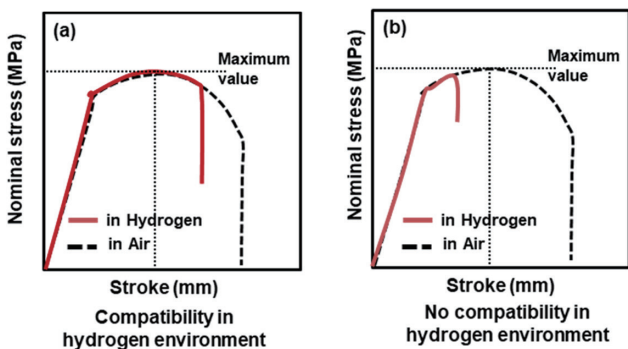 (a)
Maximum
value
Nominal stress (MPa)
in Hydrogen
in Air
Stroke (mm)
Compatibility in
hydrogen environment
(b)
Maximum
value
Nominal stress (MPa)
in Hydrogen
in Air
Stroke (mm)
No compatibility in
hydrogen environment